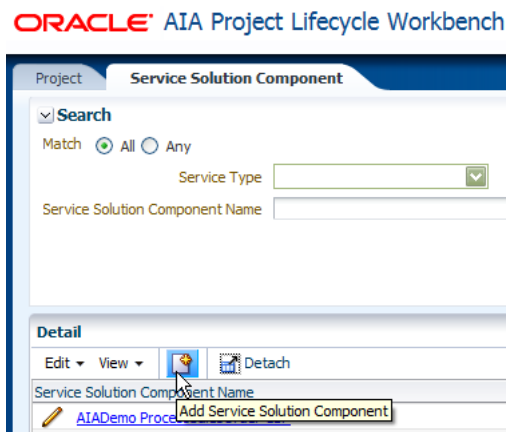 ORACLE AIA Project Lifecycle Workbench
Project Service Solution Component
Search
Match All Any
Service Type
Service Solution Component Name
Detail
Edit View Detach
Service Solution Component Name
Add Service Solution Component
AIADemo